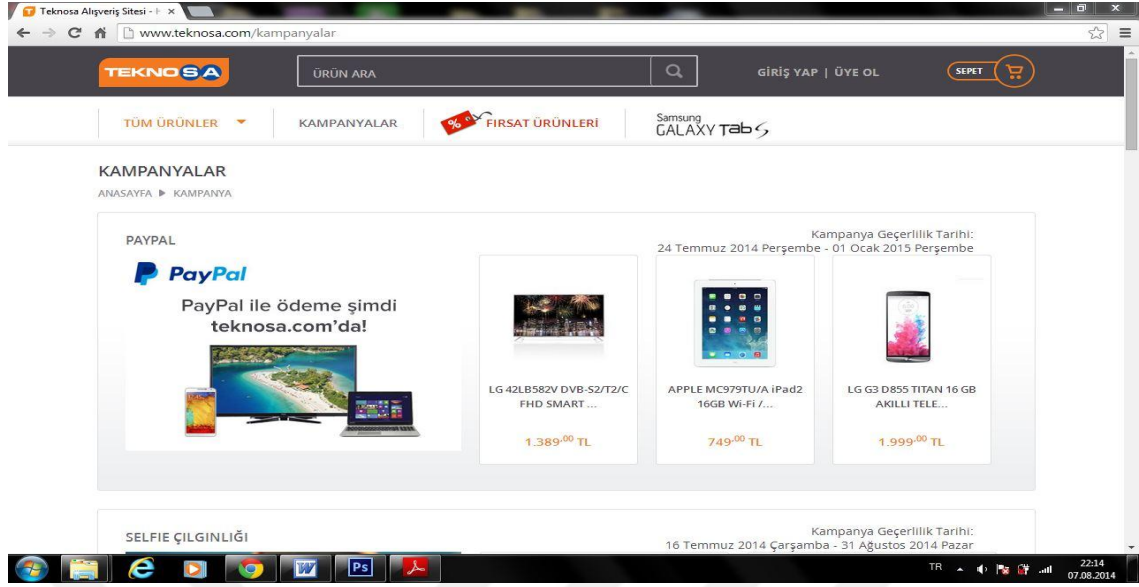 Teknosa Alışveriş Sitesi - H
www.teknosa.com/kampanyalar
TEKNOSA
ÜRÜN ARA
GİRİŞ YAP | ÜYE OL
SEPET
TÜM ÜRÜNLER
KAMPANYALAR
%
FIRSAT ÜRÜNLERİ
Samsung
GALAXY Tab S
KAMPANYALAR
ANASAYFA ▶ KAMPANYA
PAYPAL
Kampanya Geçerlilik Tarihi:
24 Temmuz 2014 Perşembe - 01 Ocak 2015 Perşembe
PayPal
PayPal ile ödeme şimdi
teknosa.com'da!
LG 42LB582V DVB-S2/T2/C
FHD SMART ...
1.389,00 TL
APPLE MC979TU/A iPad2
16GB Wi-Fi /...
749,00 TL
LG G3 D855 TITAN 16 GB
AKILLI TELE...
1.999,00 TL
SELFIE ÇILGINLIĞI
Kampanya Geçerlilik Tarihi:
16 Temmuz 2014 Çarşamba - 31 Ağustos 2014 Pazar
W
Ps
TR
22:14
07.08.2014